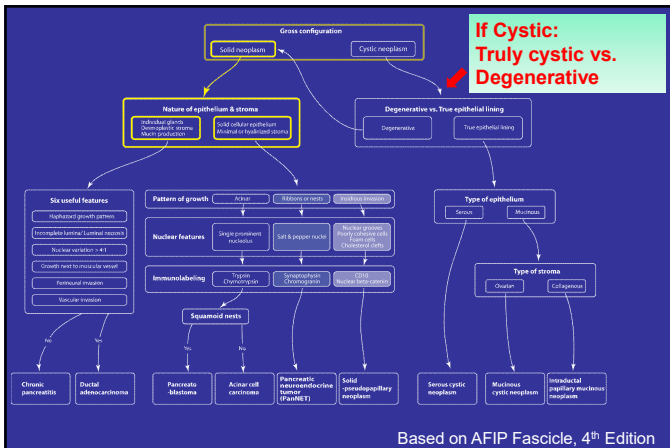 Gross configuration
Solid neoplasm
Cystic neoplasm
If Cystic:
Truly cystic vs.
Degenerative
Nature of epithelium & stroma
Individual glands
Desmoplastic stroma
Mucin production
Solid cellular epithelium
Minimal or hyalinized stroma
Degenerative vs. True epithelial lining
Degenerative
True epithelial lining
Six useful features
Haphazard growth pattern
Incomplete lumina/ Luminal necrosis
Nuclear variation > 4:1
Growth next to muscular vessel
Perineural invasion
Vascular invasion
Pattern of growth
Acinar
Ribbons or nests
Insidious invasion
Nuclear features
Single prominent
nucleolus
Salt & pepper nuclei
Nuclear grooves
Poorly cohesive cells
Foam cells
Cholesterol clefts
Immunolabeling
Trypsin
Chymotrypsin
Synaptophysin
Chromogranin
CD10
Nuclear beta-catenin
Squamoid nests
Type of epithelium
Serous
Mucinous
Type of stroma
Ovarian
Collagenous
No
Yes
Yes
No
Chronic
pancreatitis
Ductal
adenocarcinoma
Pancreato
-blastoma
Acinar cell
carcinoma
Pancreatic
neuroendocrine
tumor
(PanNET)
Solid
-pseudopapillary
neoplasm
Serous cystic
neoplasm
Mucinous
cystic neoplasm
Intraductal
papillary mucinous
neoplasm
Based on AFIP Fascicle, 4th Edition